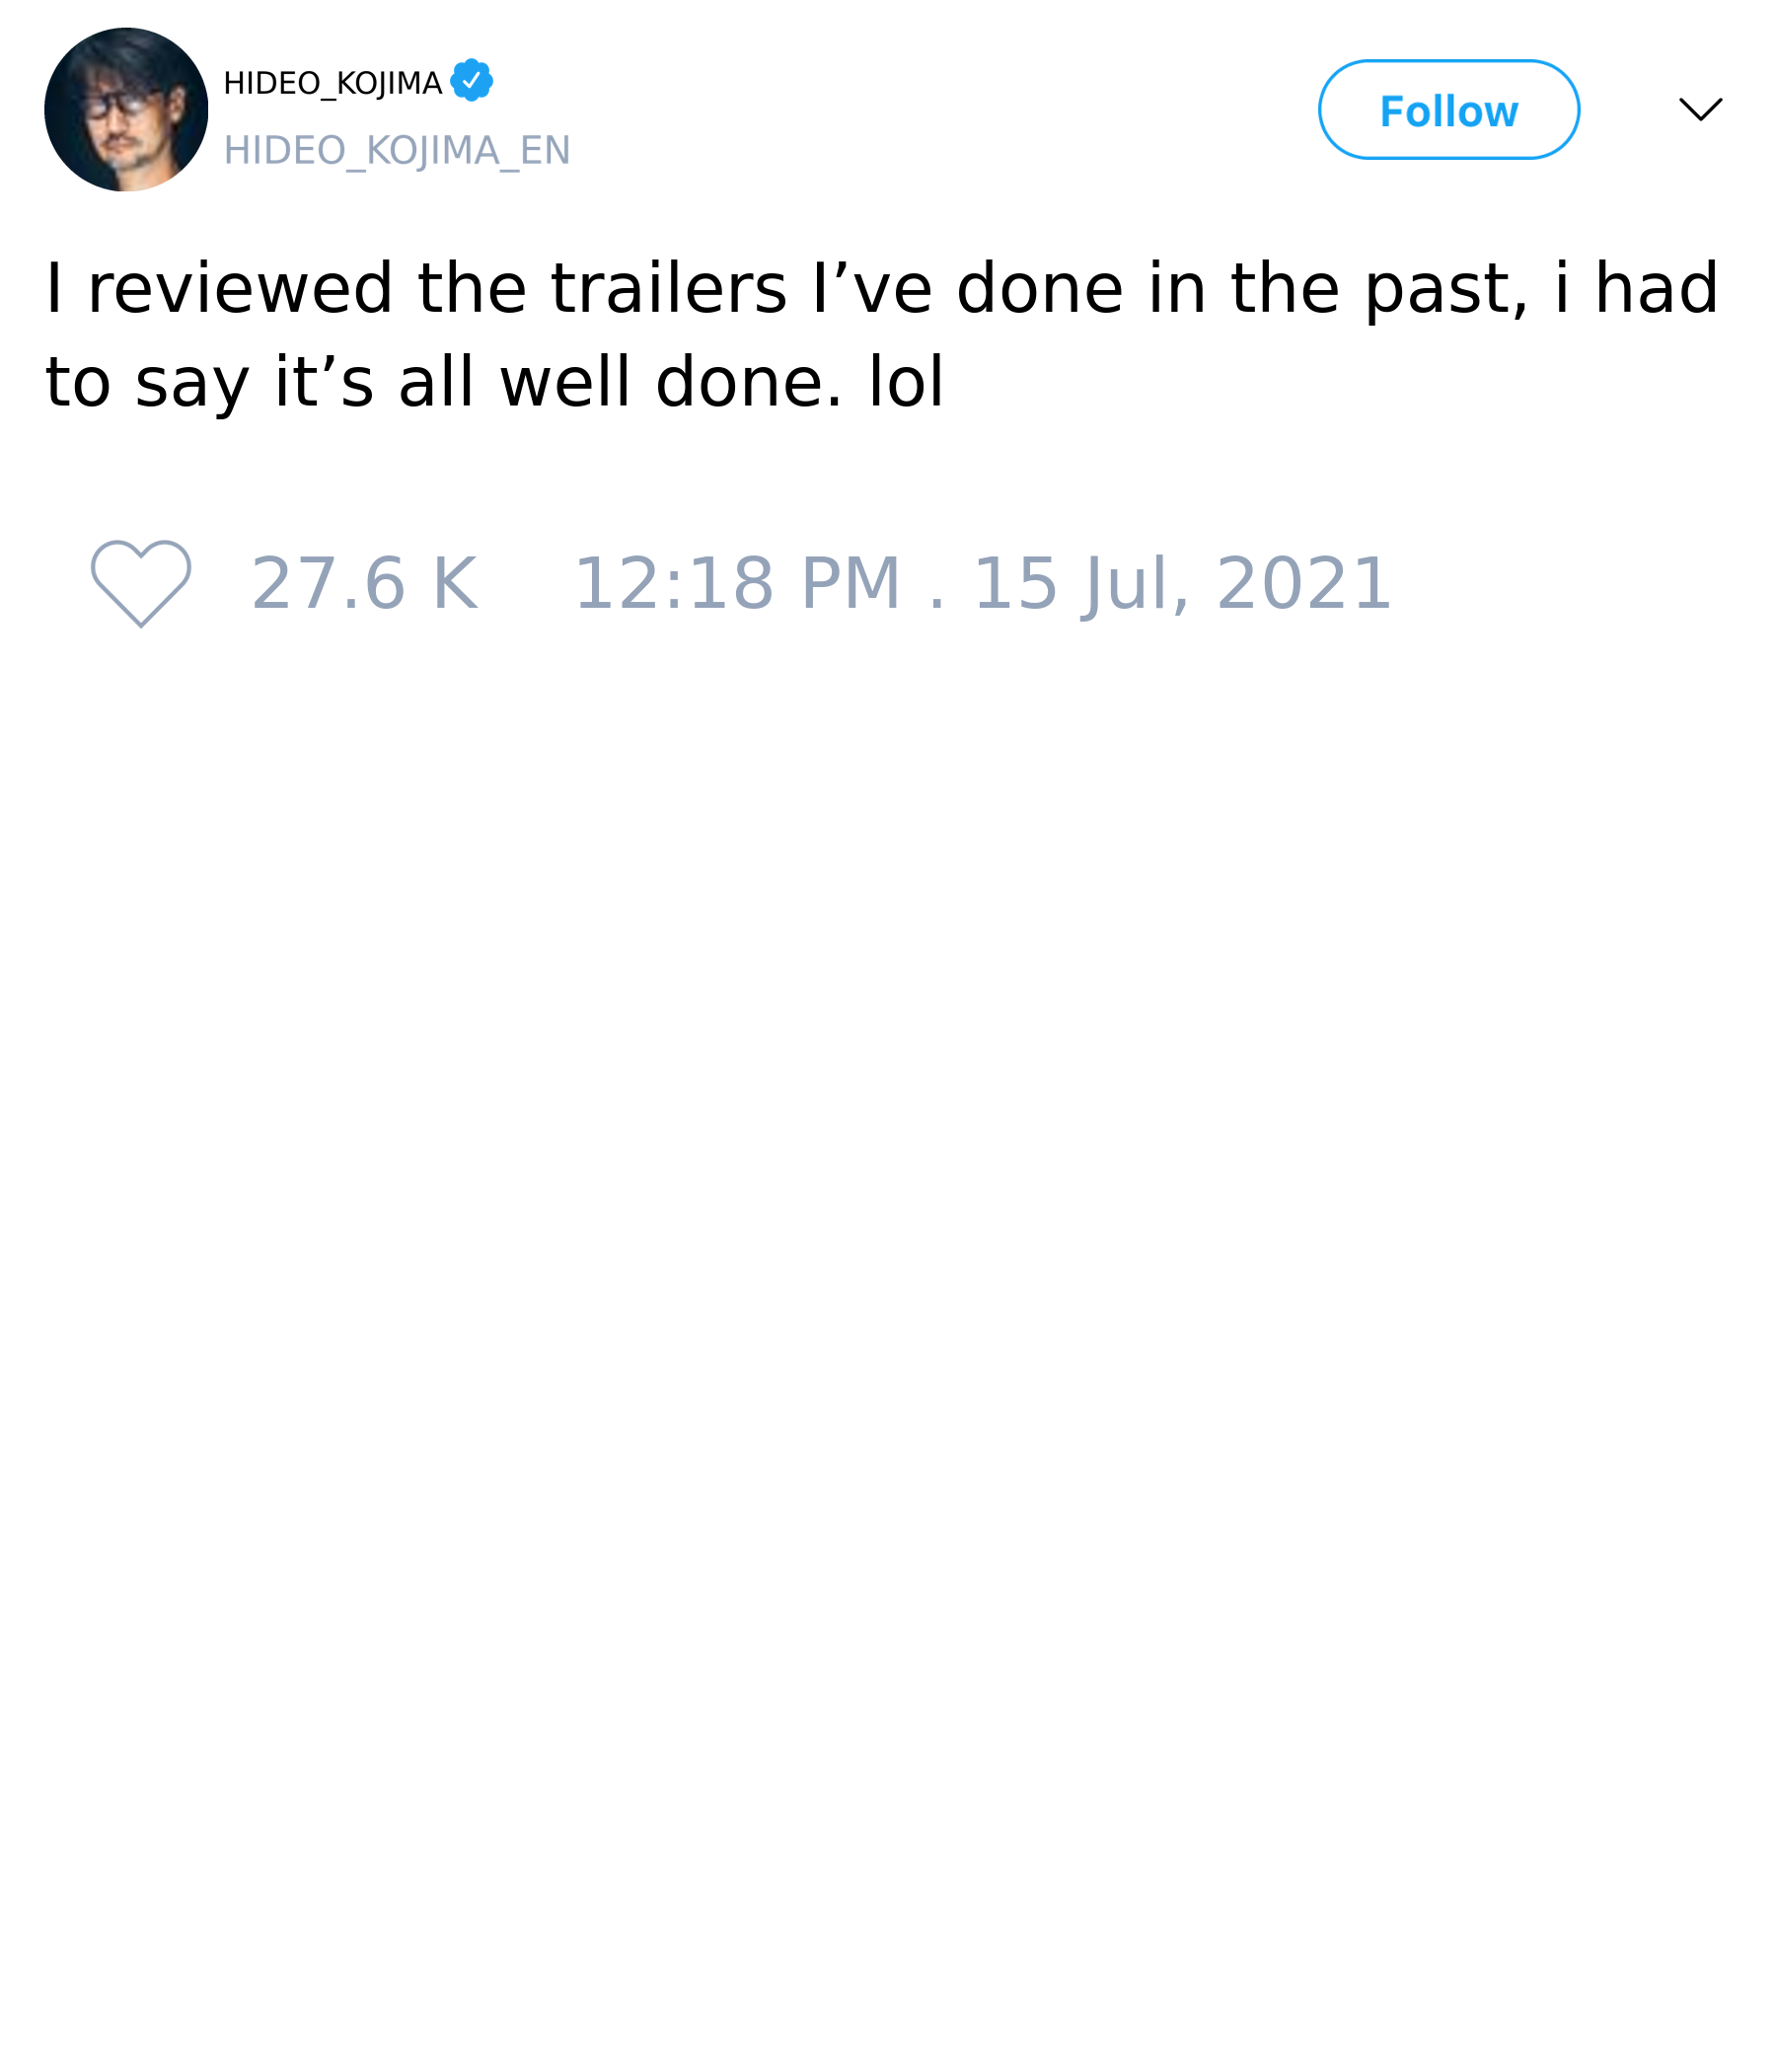 HIDEO_KOJIMA
HIDEO_KOJIMA_EN
Follow
I reviewed the trailers I’ve done in the past, i had
to say it’s all well done. lol
27.6 K 12:18 PM . 15 Jul, 2021